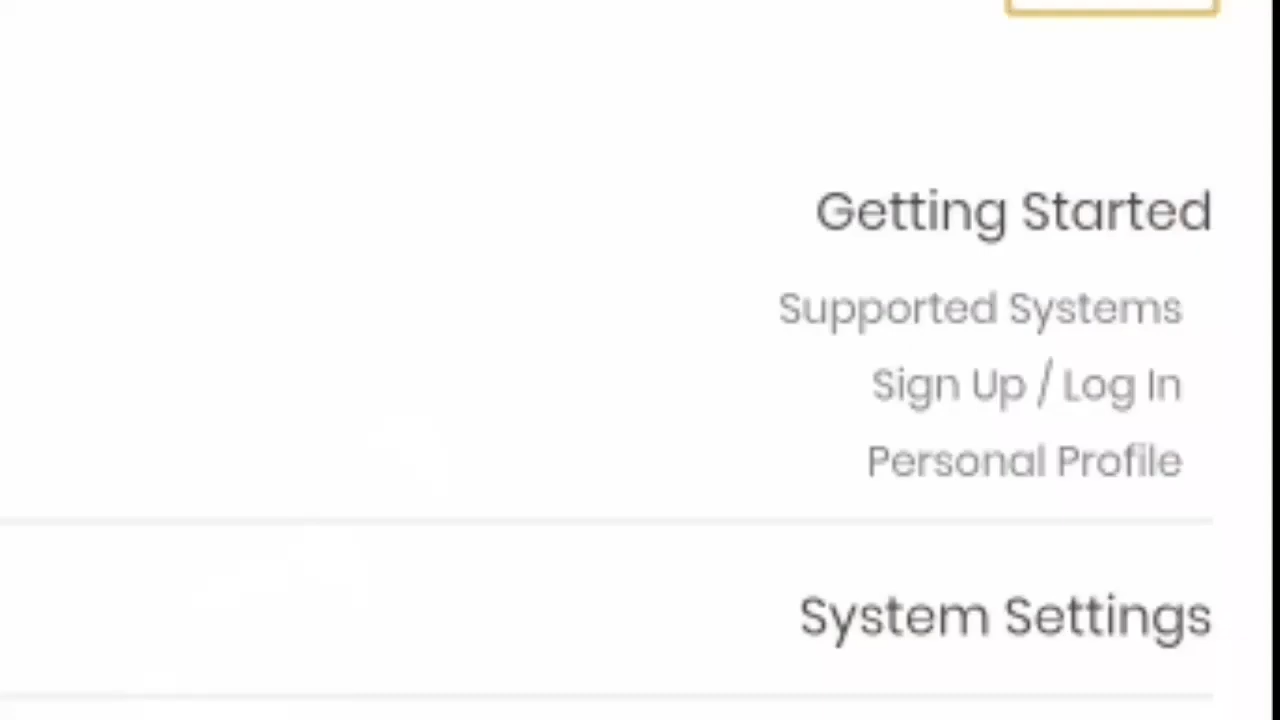 Getting Started
Supported Systems
Sign Up / Log In
Personal Profile
System Settings